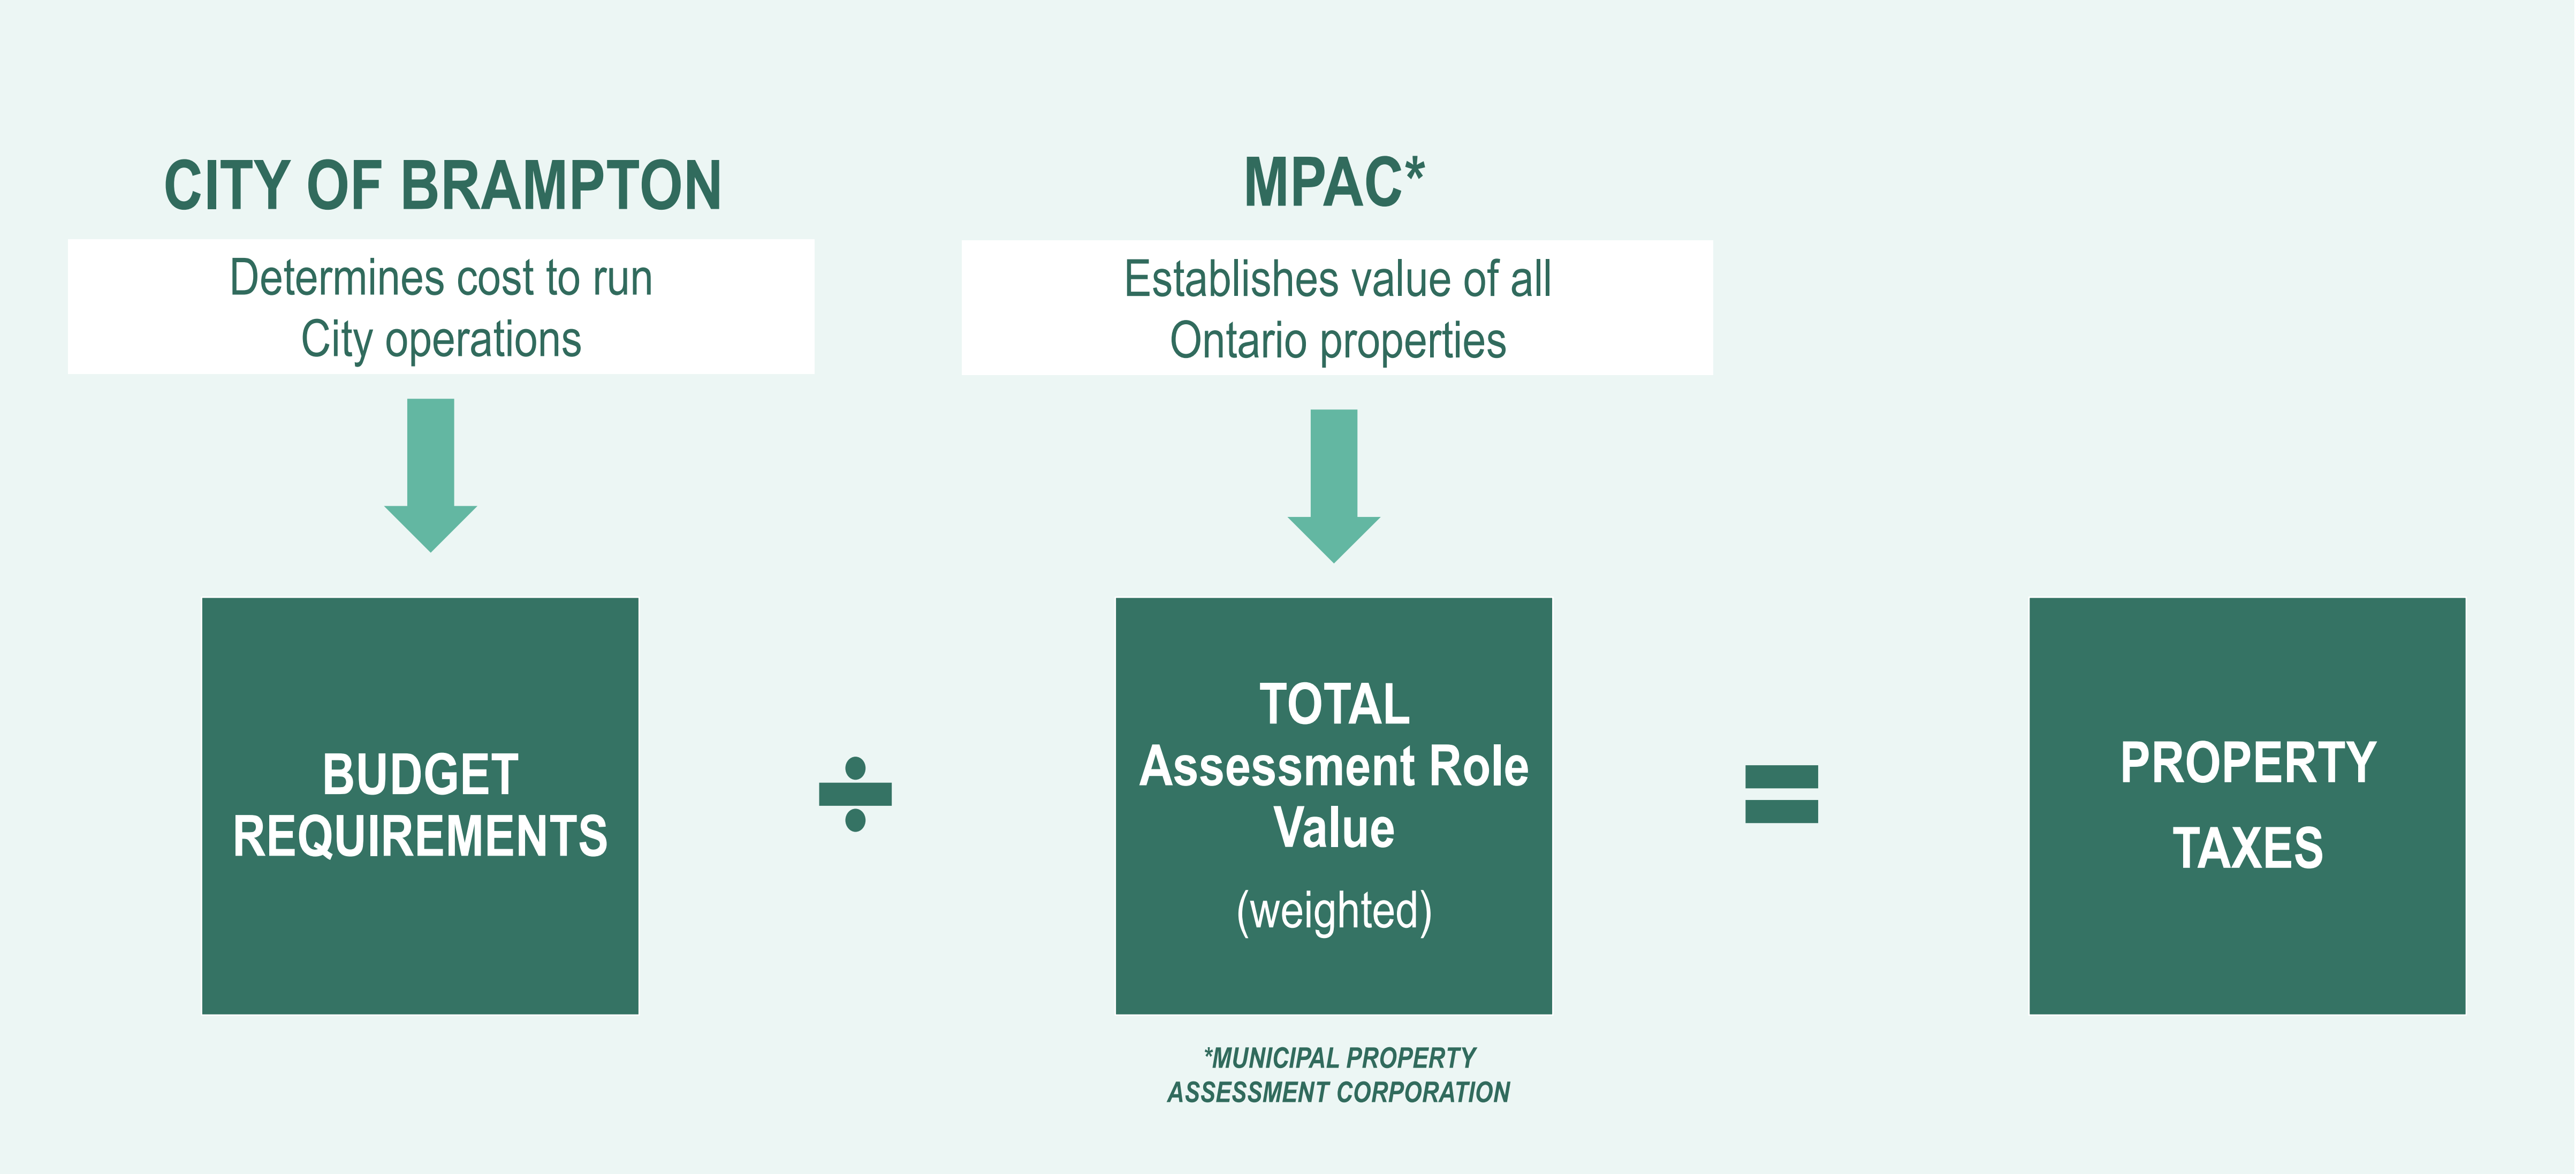 CITY OF BRAMPTON
Determines cost to run
City operations
BUDGET
REQUIREMENTS
÷
MPAC*
Establishes value of all
Ontario properties
TOTAL
Assessment Role
Value
(weighted)
*MUNICIPAL PROPERTY
ASSESSMENT CORPORATION
=
PROPERTY
TAXES